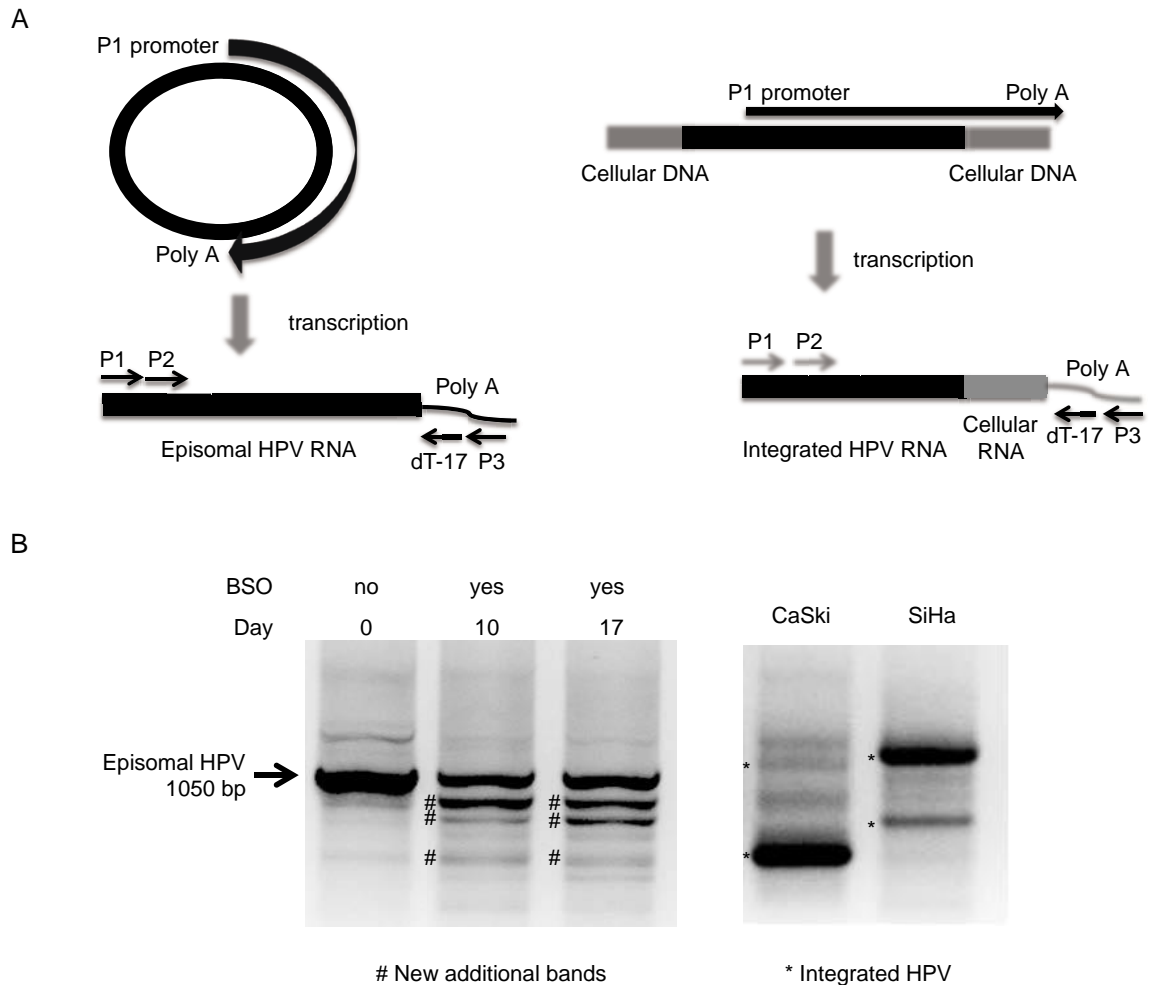 A
P1 promoter
Poly A
transcription
P1 P2
Poly A
Episomal HPV RNA
dT-17 P3
P1 promoter Poly A
Cellular DNA Cellular DNA
transcription
P1 P2
Poly A
Integrated HPV RNA
Cellular
RNA
dT-17 P3
B
BSO no yes yes
Day 0 10 17
Episomal HPV
1050 bp
# #
# #
# #
# New additional bands
CaSki SiHa
* *
* *
* Integrated HPV